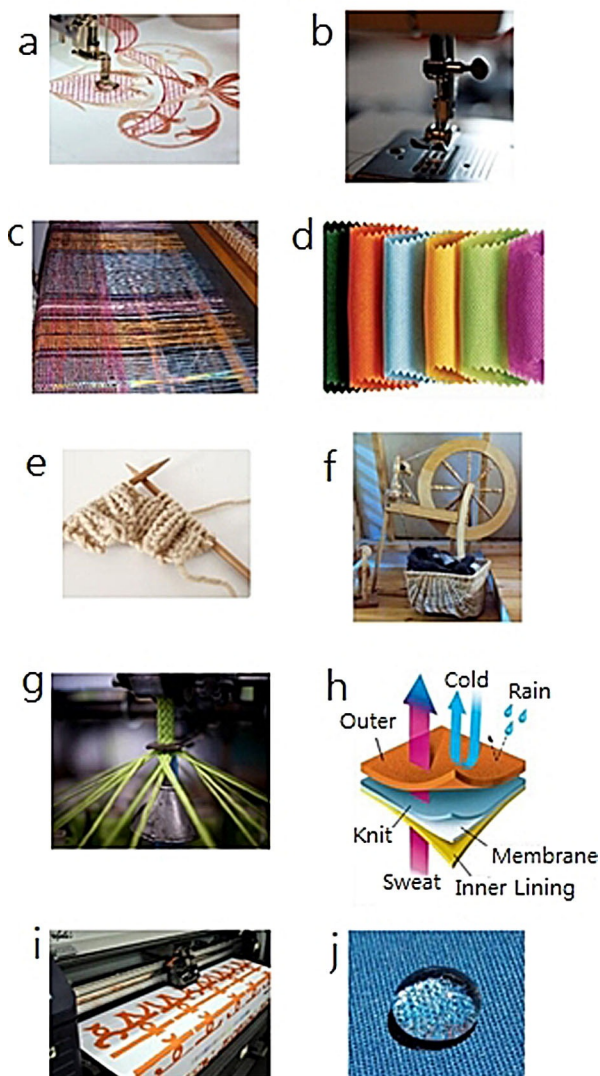 a
b
c
d
e
f
g
h
Cold
Rain
Outer
Knit
Membrane
Sweat
Inner Lining
i
j